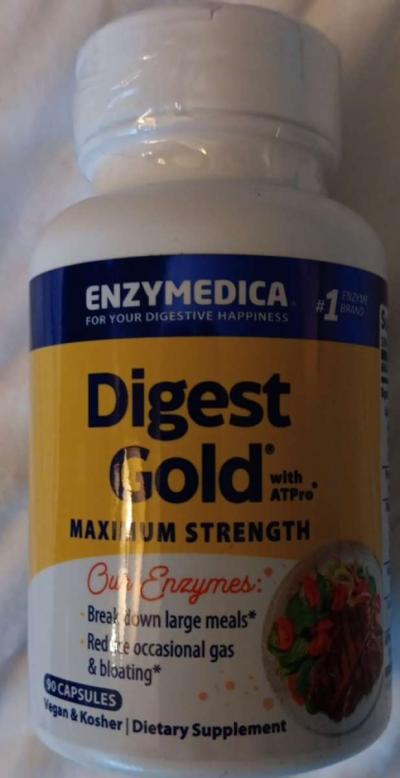 ENZYMEDICA
FOR YOUR DIGESTIVE HAPPINESS
#1 ENZYME
BRAND
Digest
Gold®
with
ATPro®
MAXIMUM STRENGTH
Our Enzymes:
• Break down large meals*
• Reduce occasional gas
& bloating*
90 CAPSULES
Vegan & Kosher | Dietary Supplement